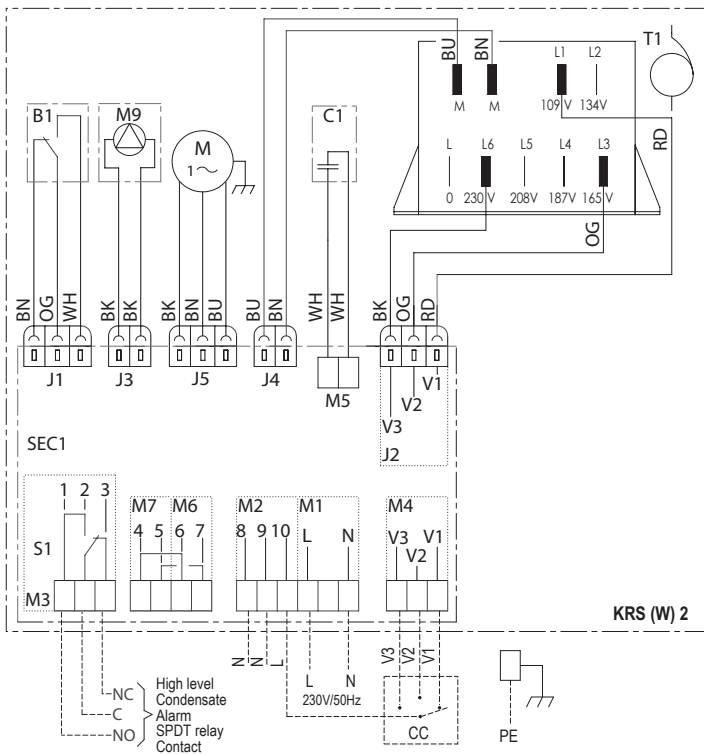 BU
BN
L1
L2
T1
M
M
109 V
134V
B1
M9
M
1~
C1
L
L6
L5
L4
L3
RD
0
230 V
208V
187V
165 V
OG
BN
OG
WH
BK
BK
BK
BN
BU
BU
BN
WH
WH
BK
OG
RD
J1
J3
J5
J4
M5
V1
V2
V3
J2
SEC1
1 2 3
S1
M3
M7
M6
4 5 6 7
M2
M1
8 9 10
L
N
M4
V3
V2
V1
KRS (W) 2
N
N
L
L
N
230V/50Hz
V3
V2
V1
CC
PE
NC
C
NO
High level
Condensate
Alarm
SPDT relay
Contact